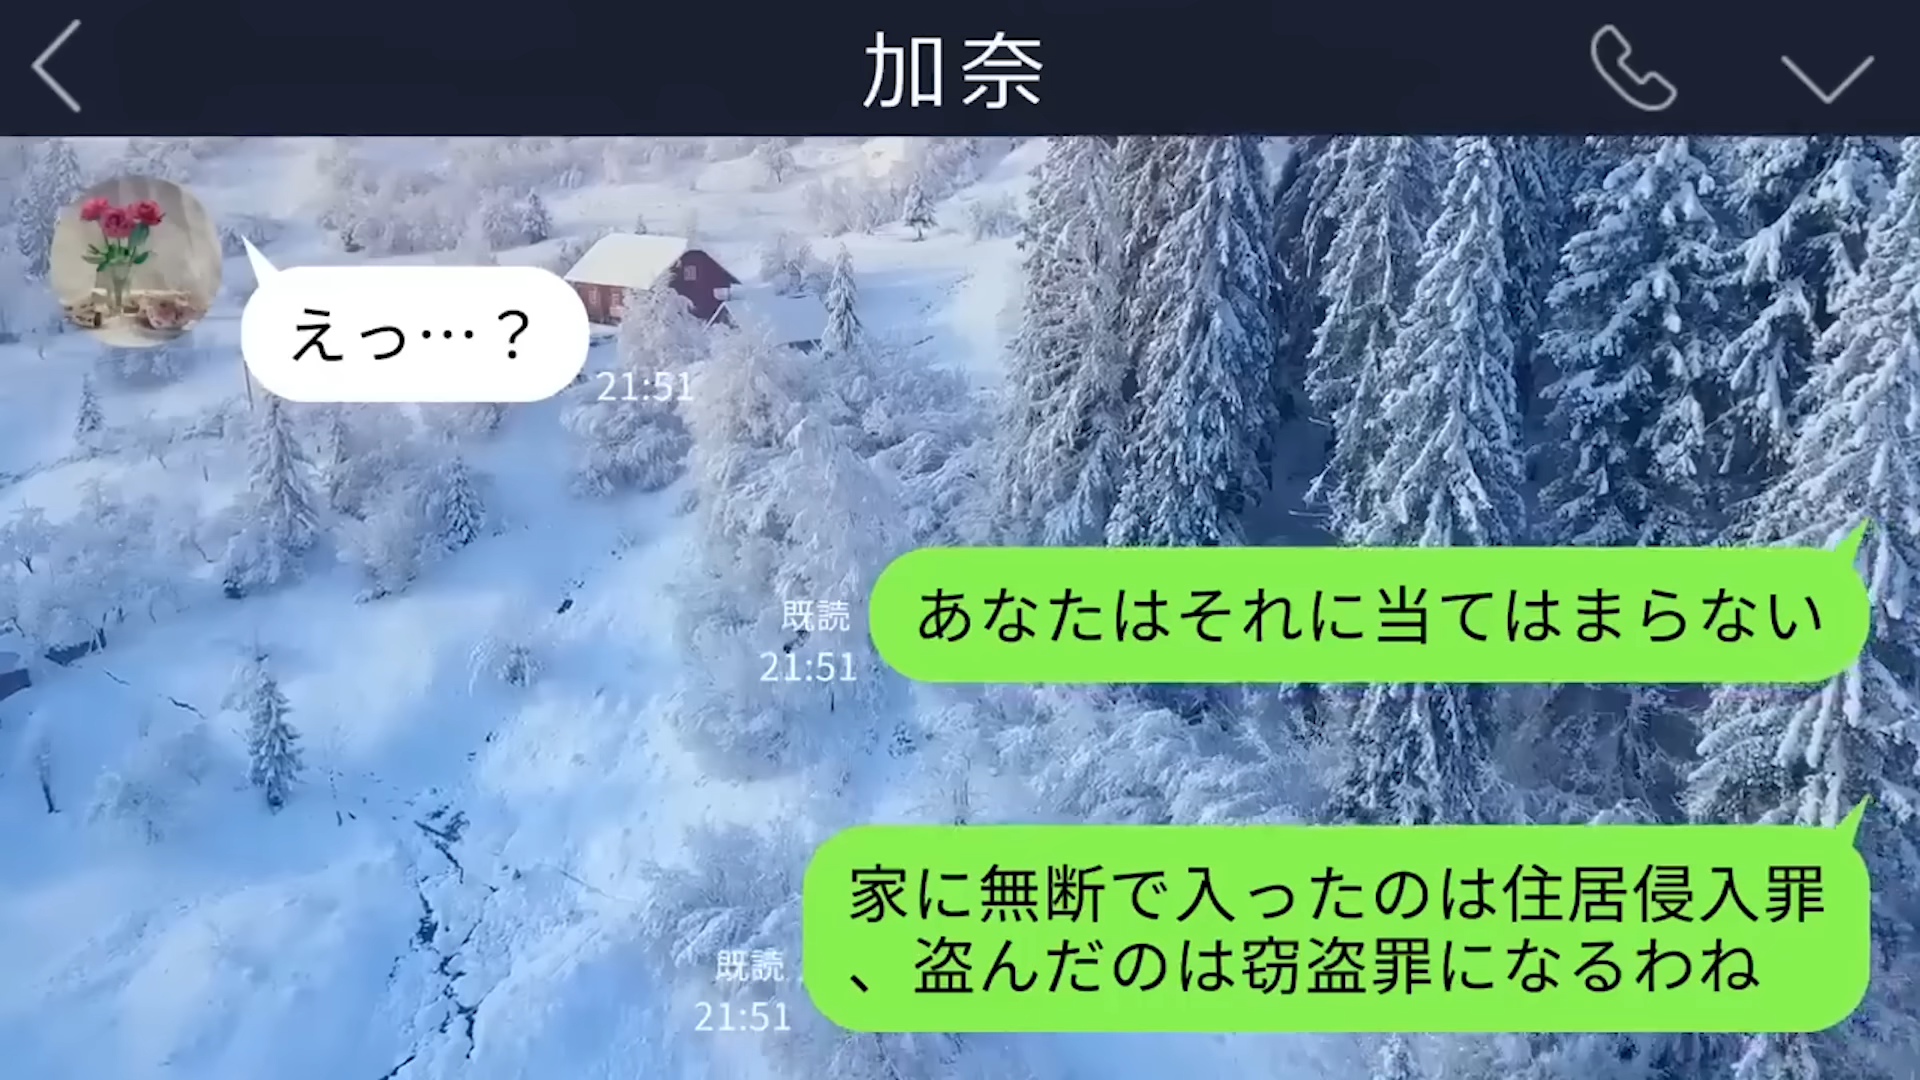 加奈
えっ…？
21:51
あなたはそれに当てはまらない
既読
21:51
家に無断で入ったのは住居侵入罪
、盗んだのは窃盗罪になるわね
既読
21:51